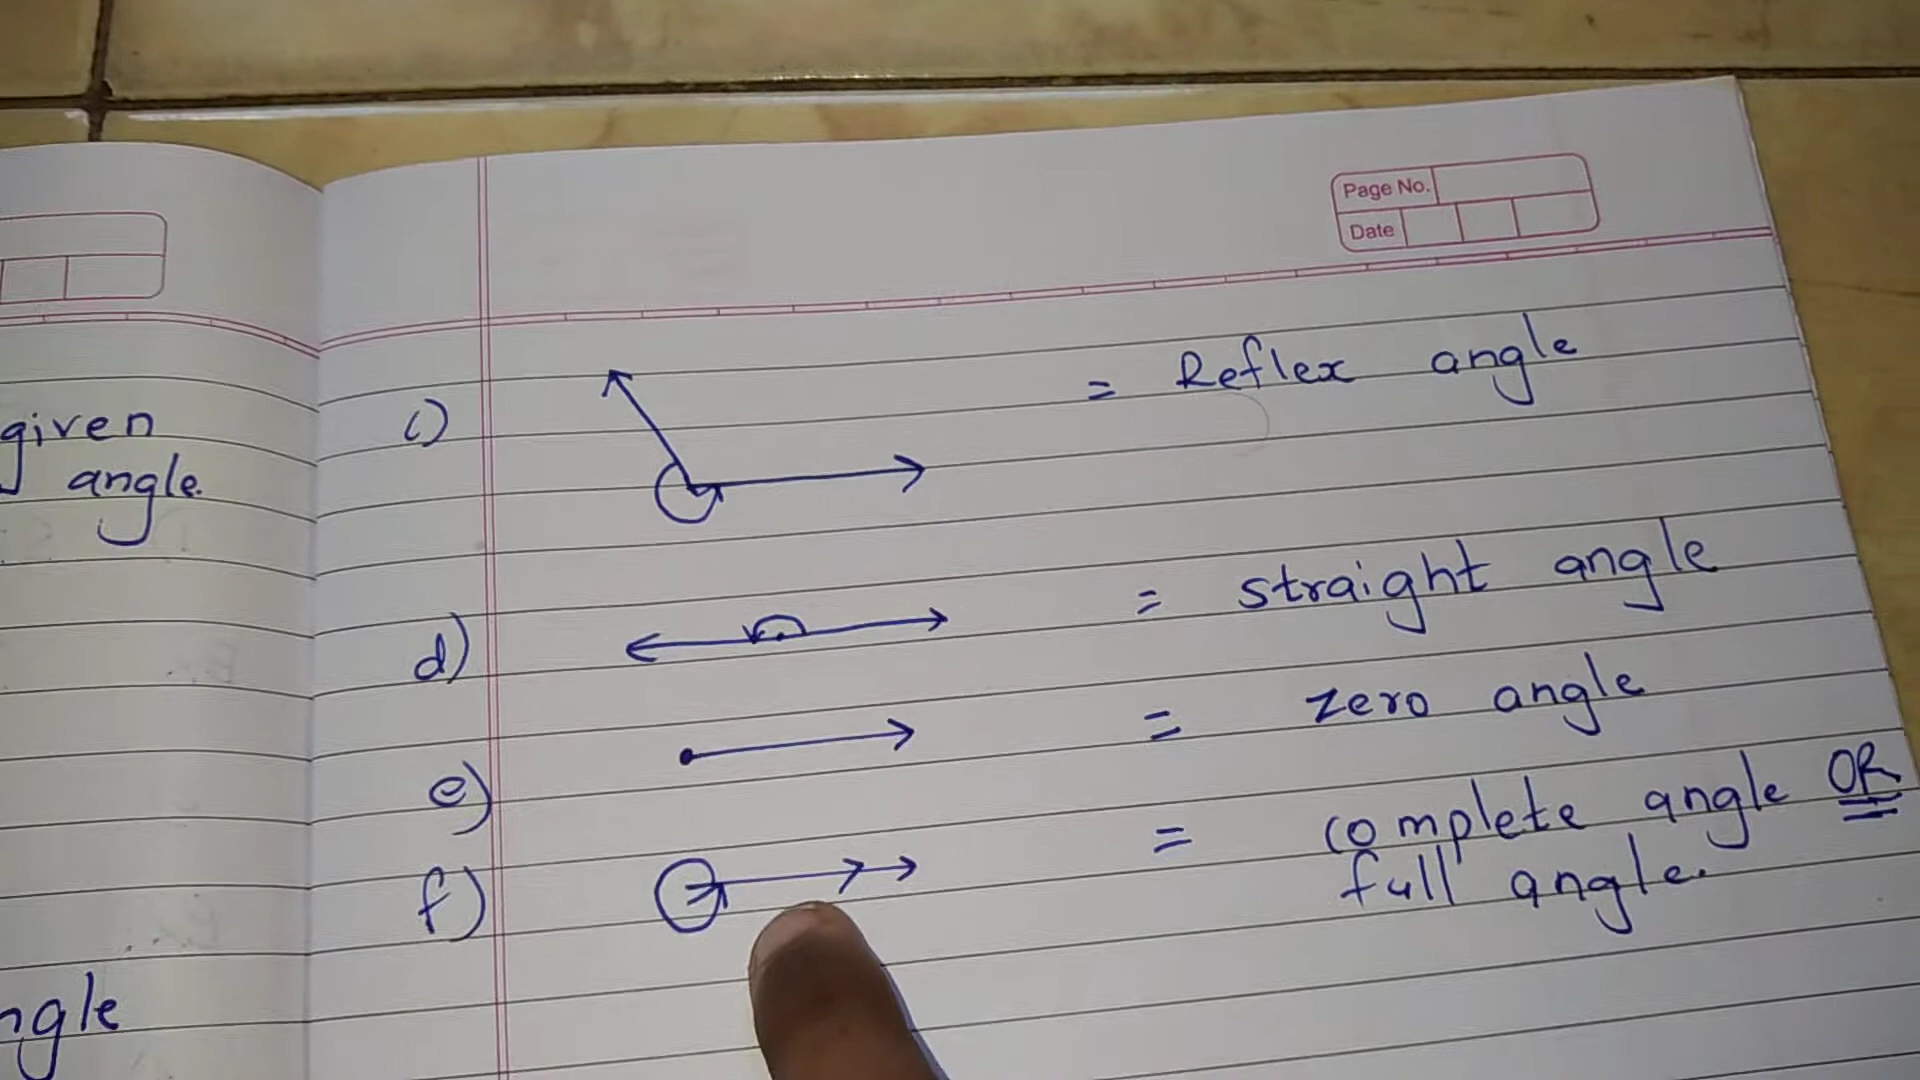 given
angle.
ngle
Page No.
Date
c) = Reflex angle
d) = straight angle
e) = zero angle
f) = complete angle OR
full angle.